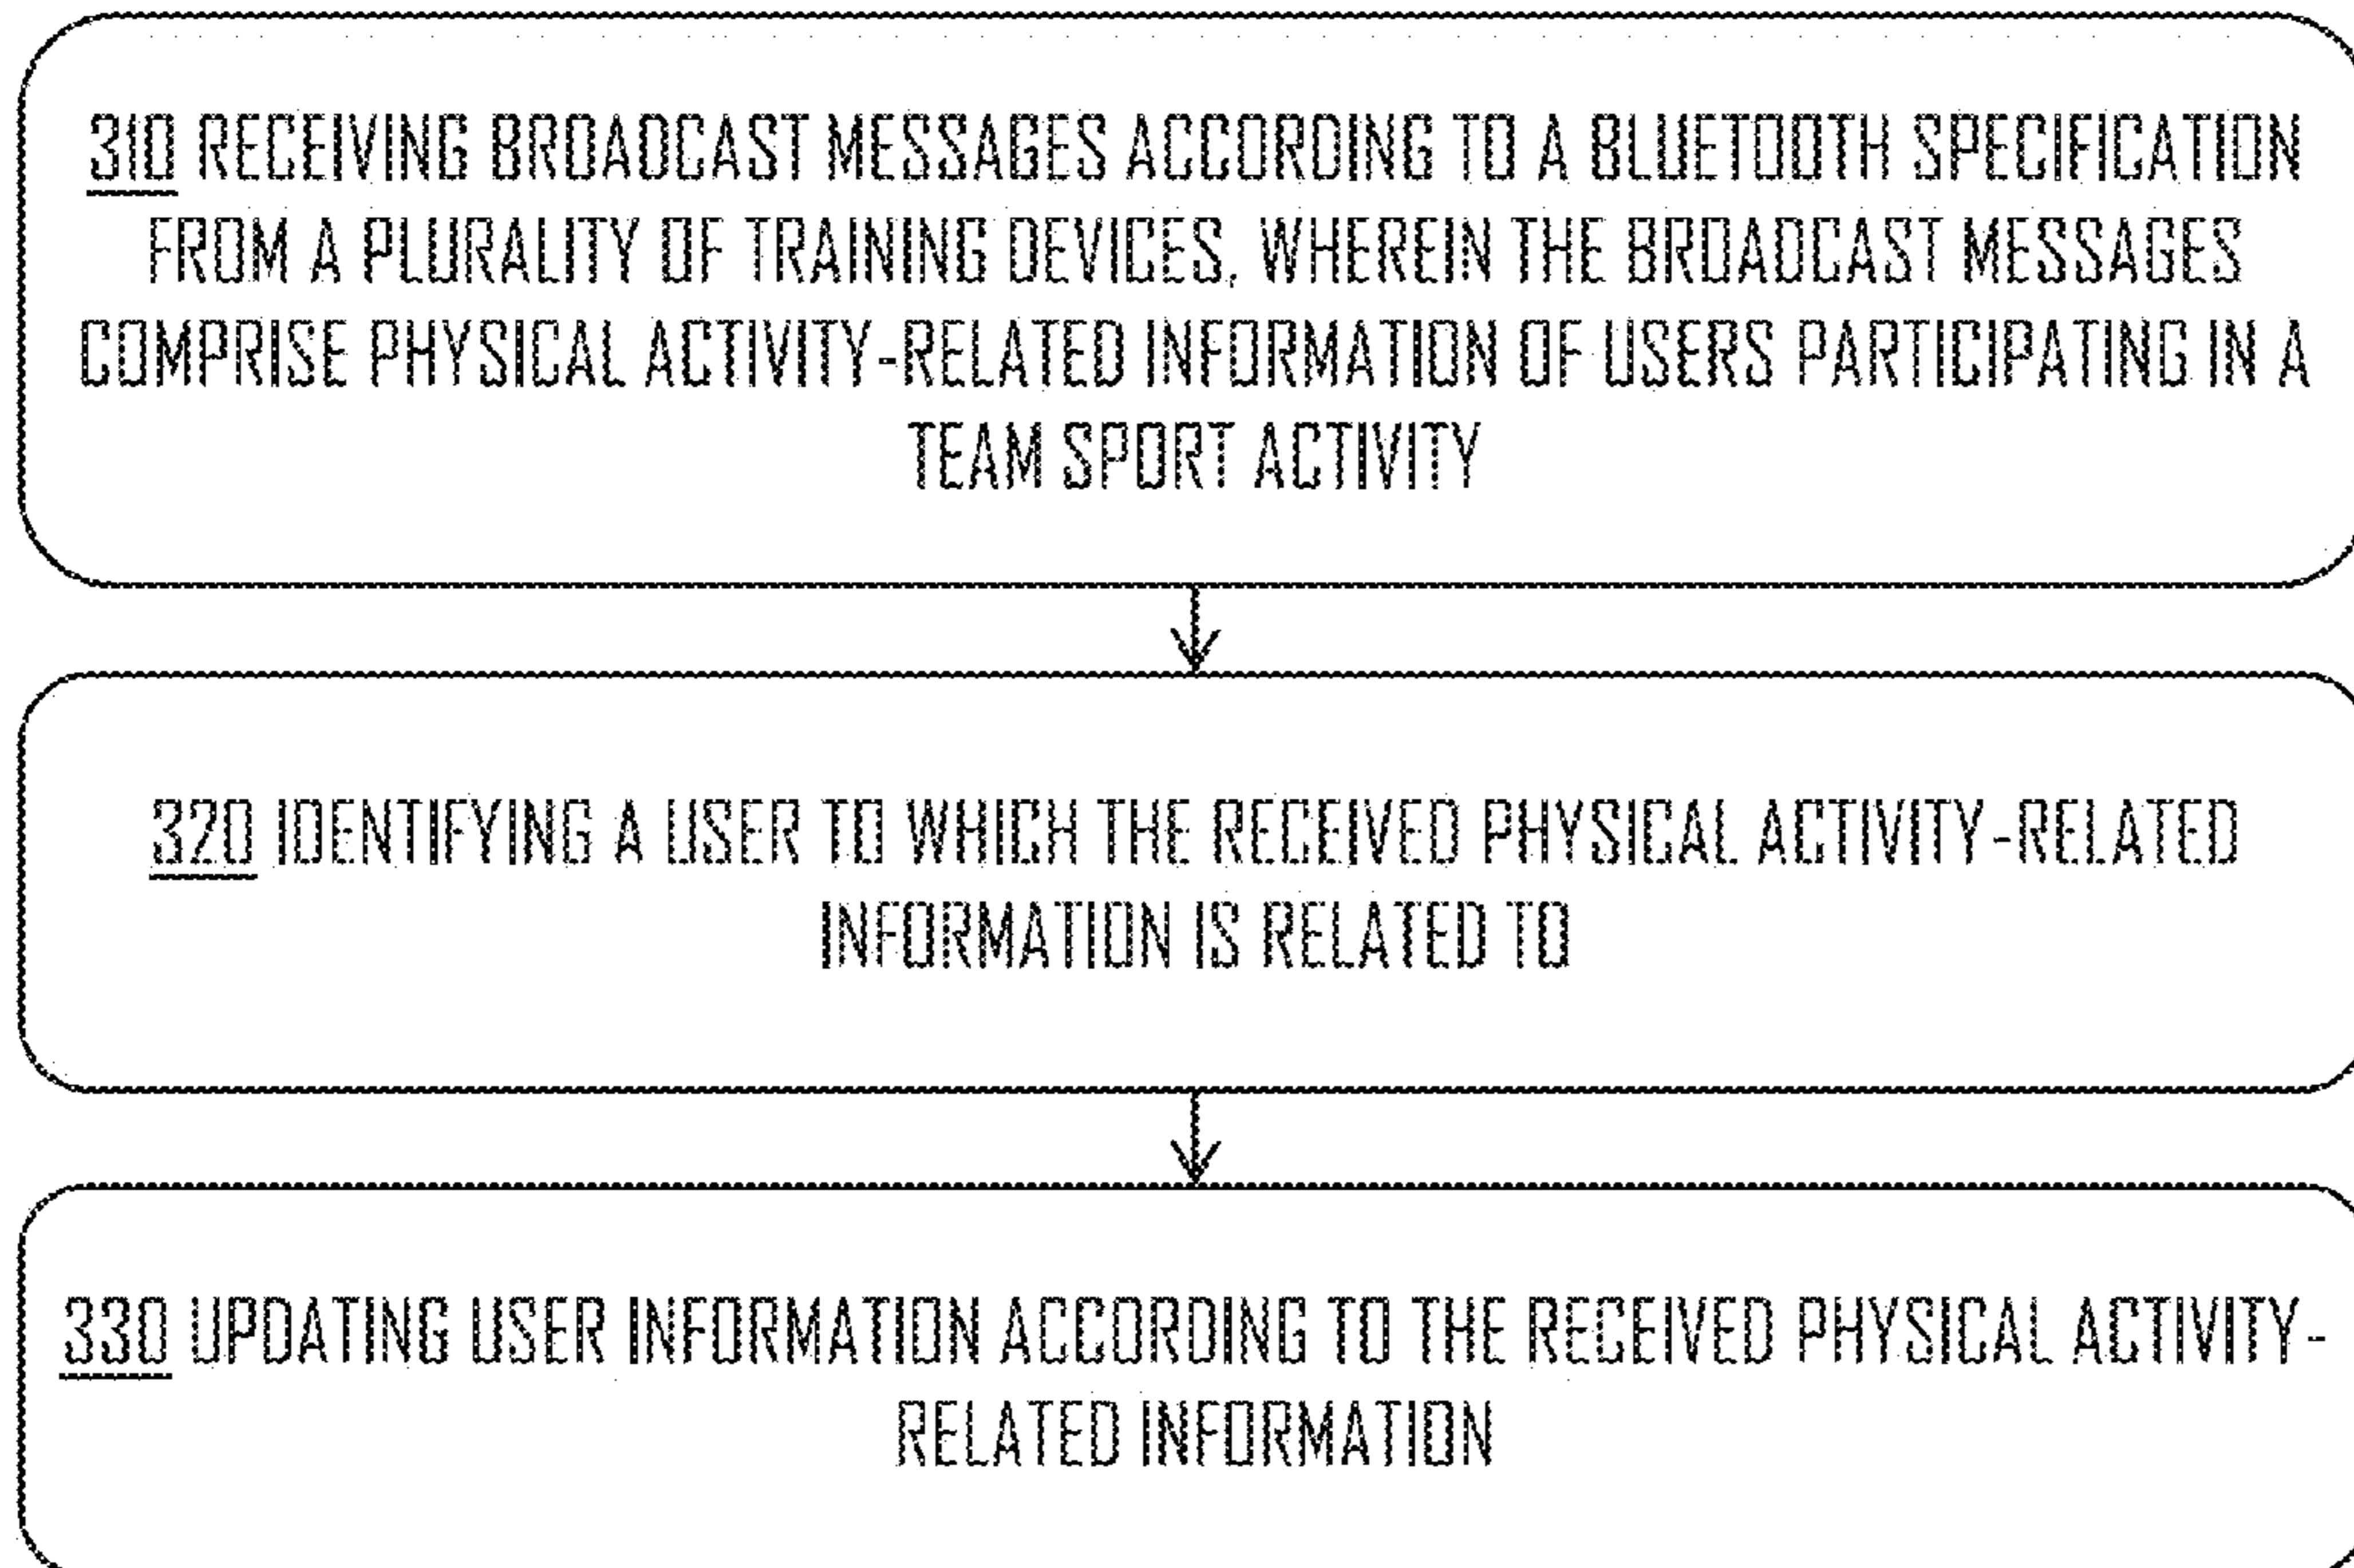 310 RECEIVING BROADCAST MESSAGES ACCORDING TO A BLUETOOTH SPECIFICATION
FROM A PLURALITY OF TRAINING DEVICES, WHEREIN THE BROADCAST MESSAGES
COMPRISE PHYSICAL ACTIVITY-RELATED INFORMATION OF USERS PARTICIPATING IN A
TEAM SPORT ACTIVITY
320 IDENTIFYING A USER TO WHICH THE RECEIVED PHYSICAL ACTIVITY-RELATED
INFORMATION IS RELATED TO
330 UPDATING USER INFORMATION ACCORDING TO THE RECEIVED PHYSICAL ACTIVITY-
RELATED INFORMATION